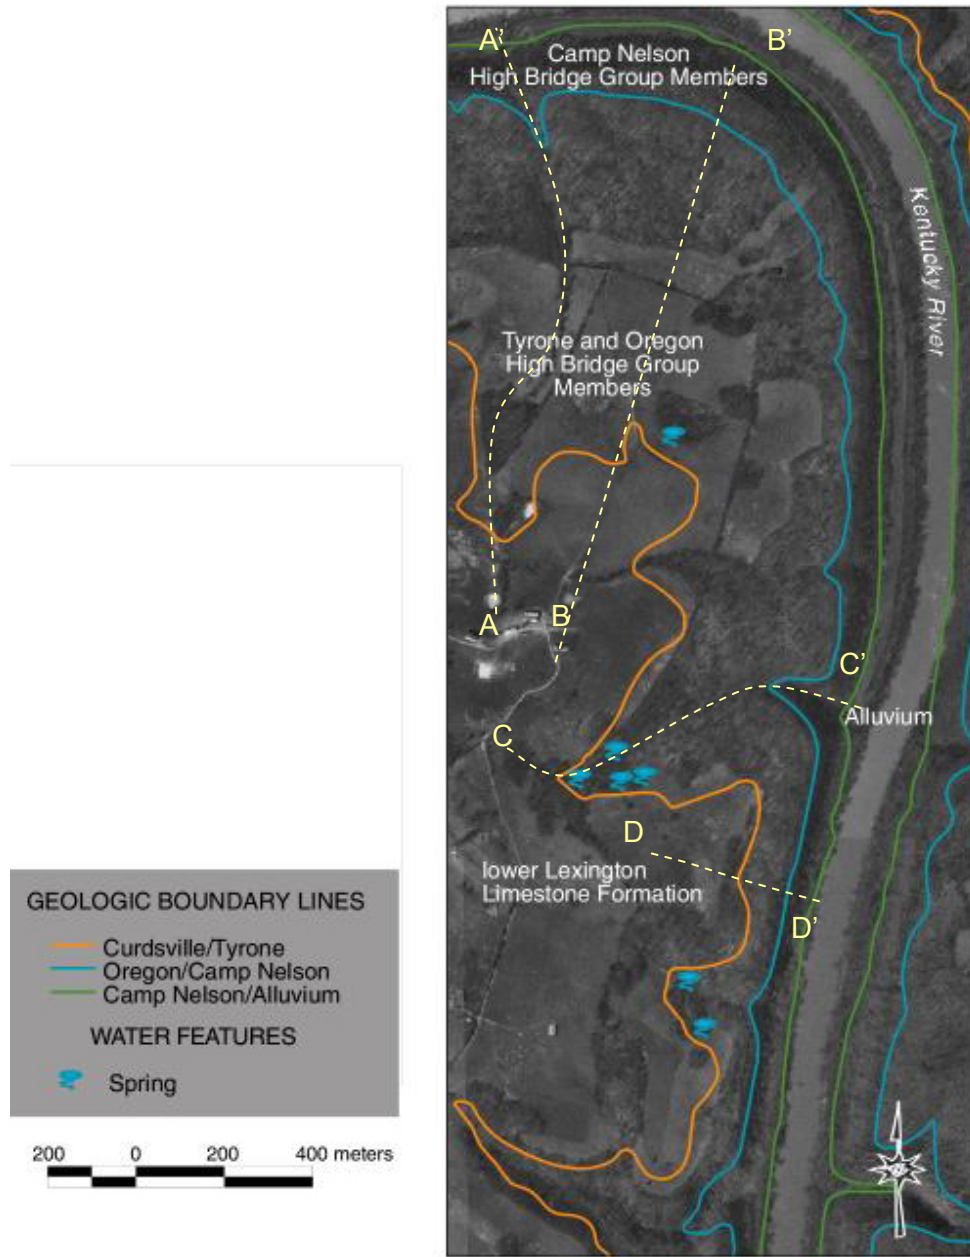 A'
B'
Camp Nelson
High Bridge Group Members
Kentucky River
Tyrone and Oregon
High Bridge Group
Members
A
B
C
C'
Alluvium
D
lower Lexington
Limestone Formation
D'
GEOLOGIC BOUNDARY LINES
Curdsville/Tyrone
Oregon/Camp Nelson
Camp Nelson/Alluvium
WATER FEATURES
Spring
200 0 200 400 meters